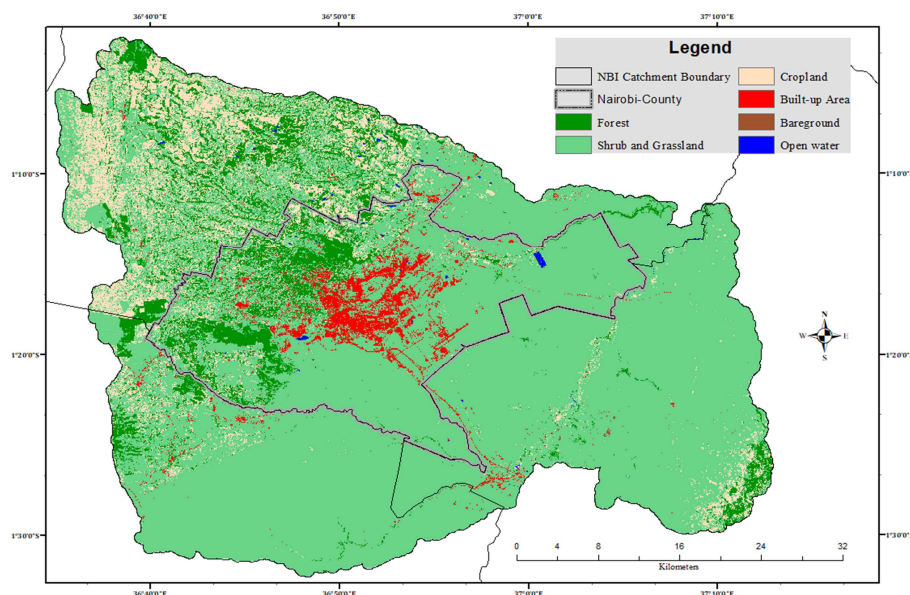 36°40'0"E 36°50'0"E 37°0'0"E 37°10'0"E
Legend
NBI Catchment Boundary
Nairobi-County
Forest
Shrub and Grassland
Cropland
Built-up Area
Bareground
Open water
1°10'0"S 1°10'0"S
N
W E
S
1°20'0"S 1°20'0"S
1°30'0"S 1°30'0"S
0 4 8 16 24 32
Kilometers
36°40'0"E 36°50'0"E 37°0'0"E 37°10'0"E